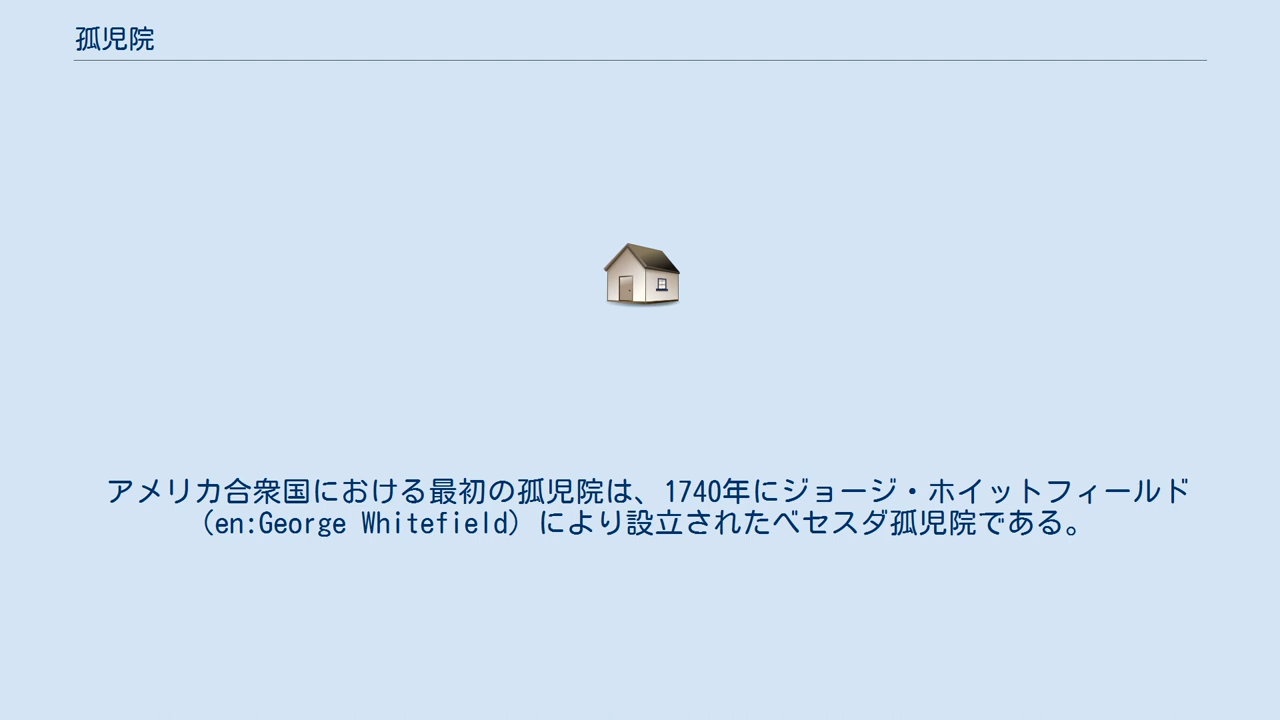 孤児院
アメリカ合衆国における最初の孤児院は、1740年にジョージ・ホイットフィールド
（en:George Whitefield）により設立されたベセスダ孤児院である。